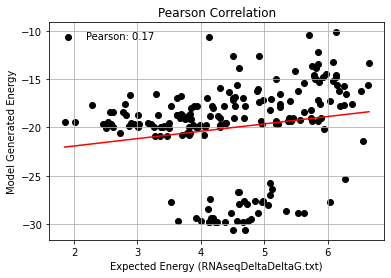 Pearson Correlation
Pearson: 0.17
Model Generated Energy
−10
−15
−20
−25
−30
2 3 4 5 6
Expected Energy (RNAseqDeltaDeltaG.txt)